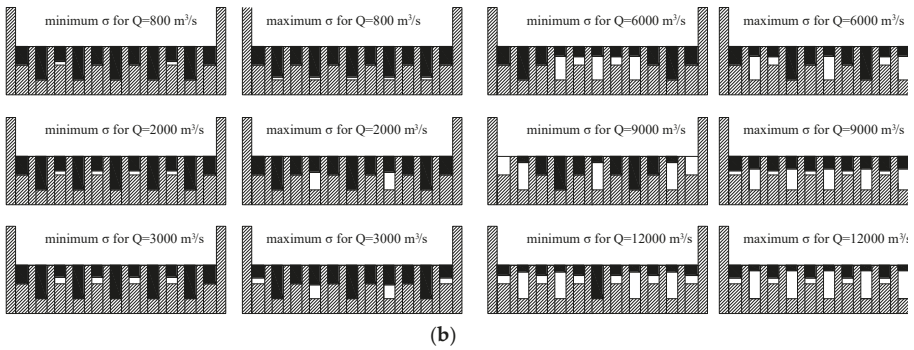 minimum σ for Q=800 m³/s
maximum σ for Q=800 m³/s
minimum σ for Q=6000 m³/s
maximum σ for Q=6000 m³/s
minimum σ for Q=2000 m³/s
maximum σ for Q=2000 m³/s
minimum σ for Q=9000 m³/s
maximum σ for Q=9000 m³/s
minimum σ for Q=3000 m³/s
maximum σ for Q=3000 m³/s
minimum σ for Q=12000 m³/s
maximum σ for Q=12000 m³/s
(b)